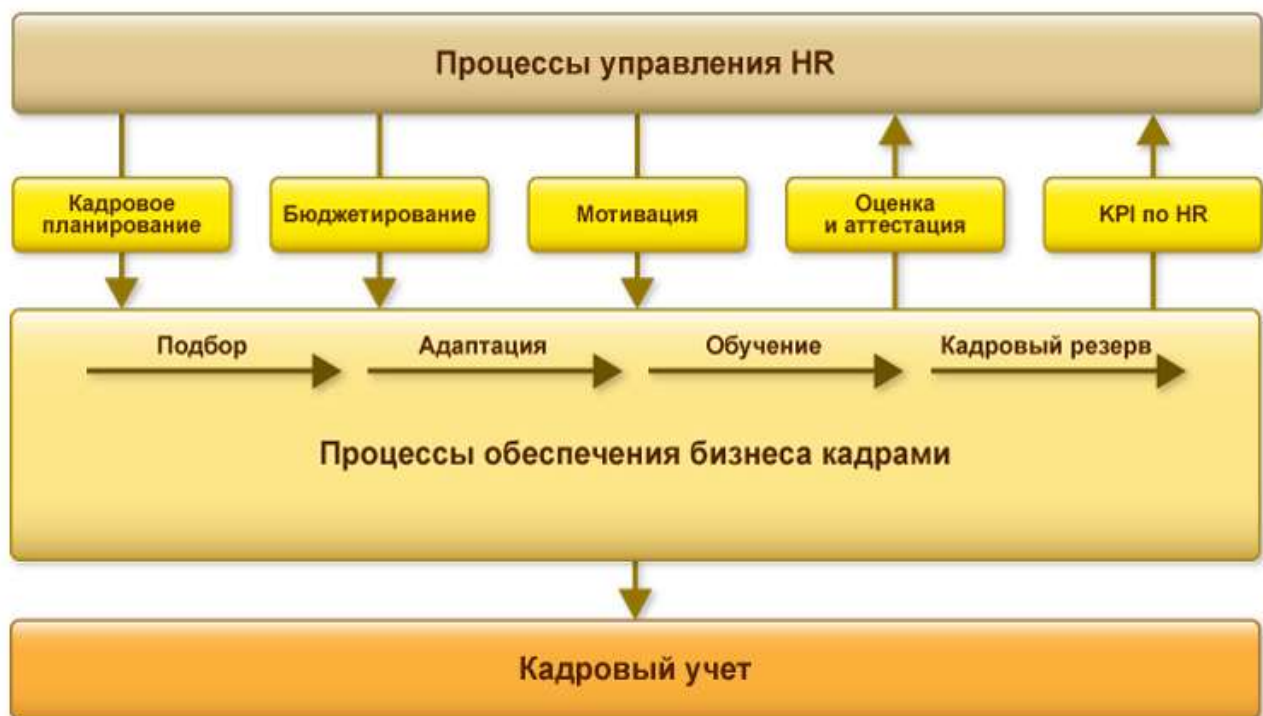 Процессы управления HR
Кадровое
планирование
Бюджетирование
Мотивация
Оценка
и аттестация
KPI по HR
Подбор
Адаптация
Обучение
Кадровый резерв
Процессы обеспечения бизнеса кадрами
Кадровый учет